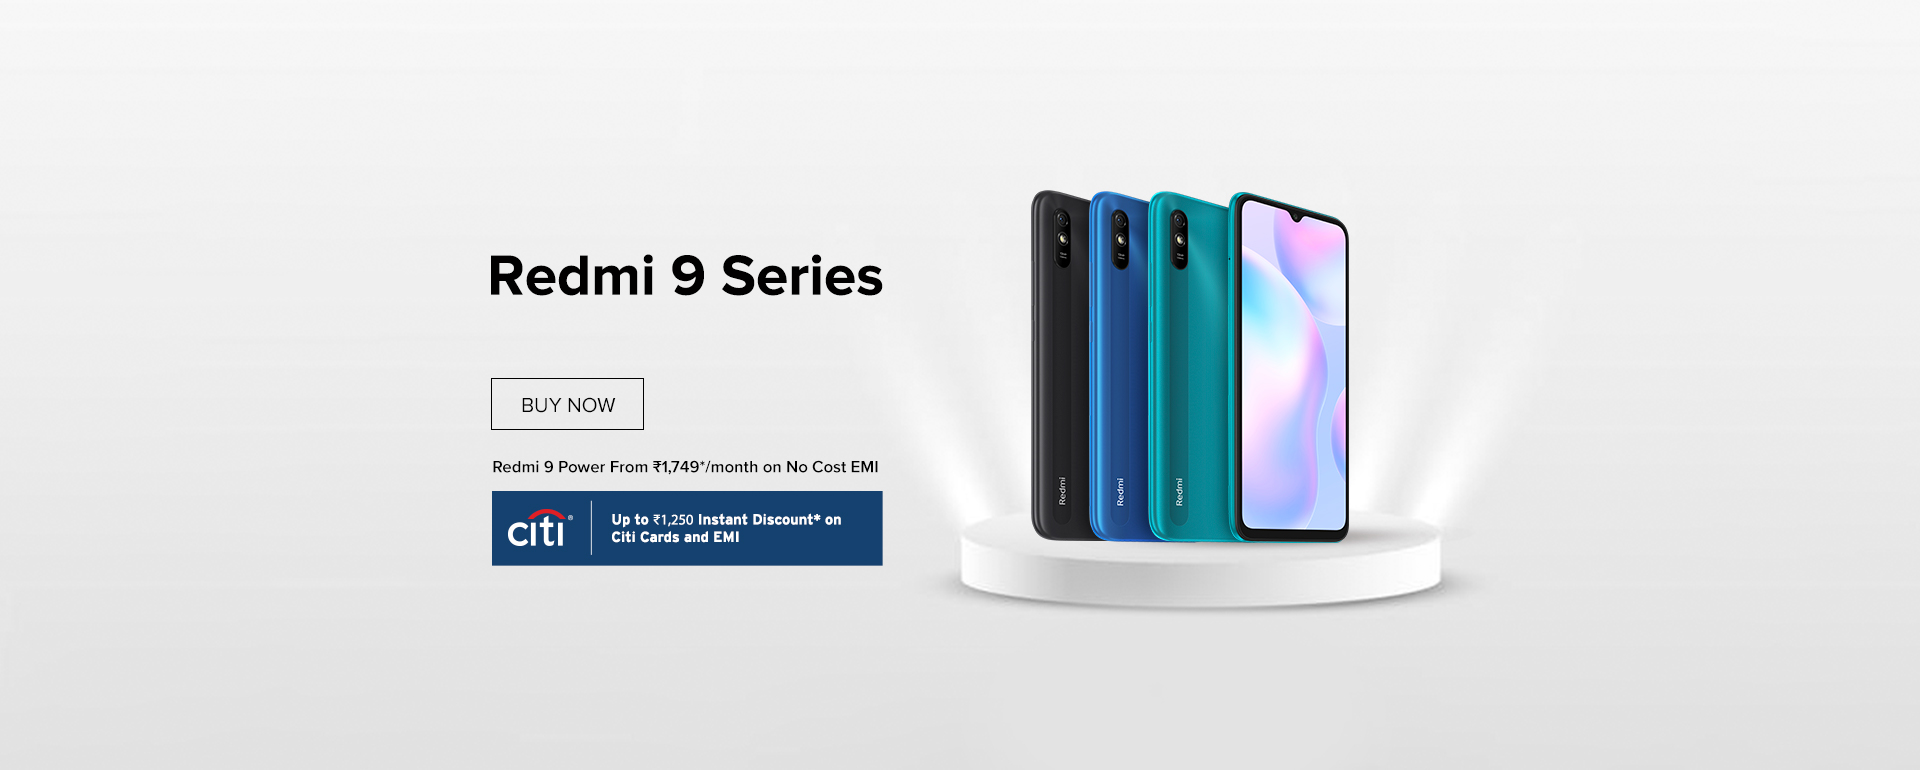 Redmi 9 Series
BUY NOW
Redmi 9 Power From ₹1,749*/month on No Cost EMI
citi®
Up to ₹1,250 Instant Discount* on
Citi Cards and EMI
Redmi
Redmi
Redmi